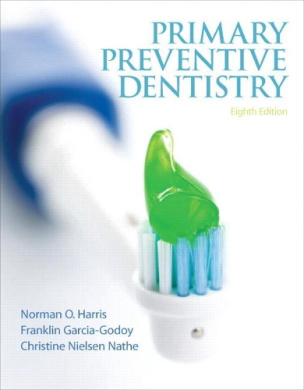 PRIMARY
PREVENTIVE
DENTISTRY
Eighth Edition
Norman O. Harris
Franklin Garcia-Godoy
Christine Nielsen Nathe